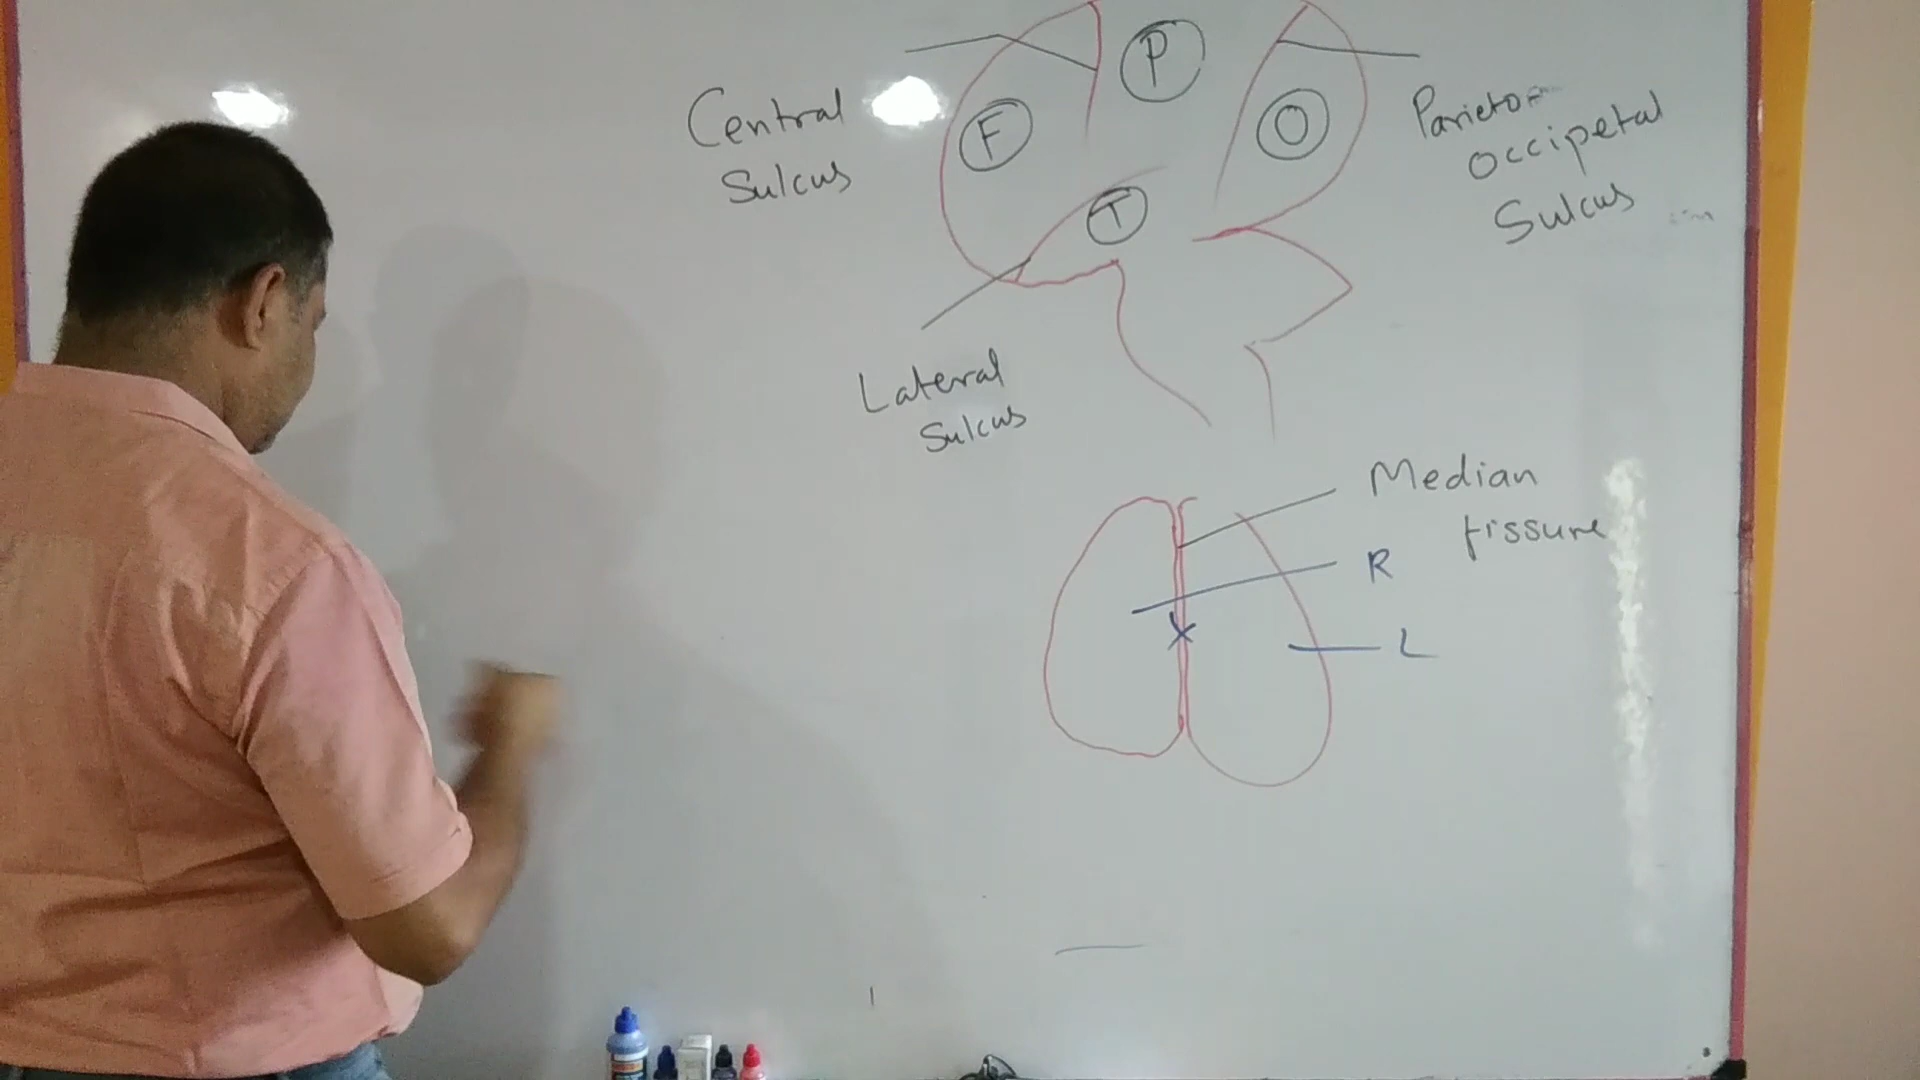 P
F
O
T
Central
Sulcus
Parieto-
occipetal
Sulcus
Lateral
Sulcus
Median
fissure
R
X
L